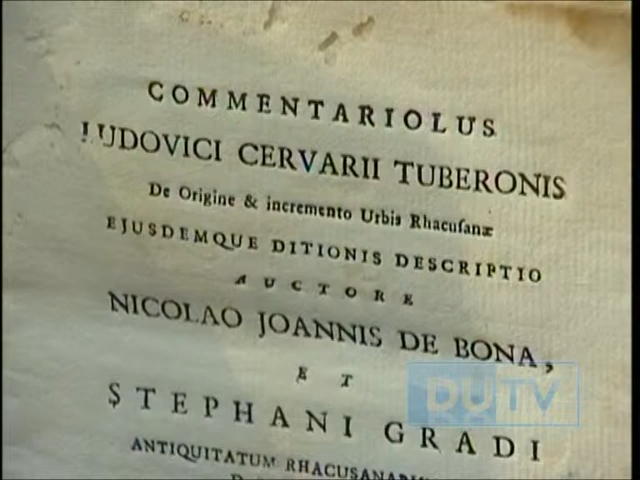 COMMENTARIOLUS
LUDOVICI CERVARII TUBERONIS
De Origine & incremento Urbis Rhacusanæ
EJUSDEMQUE DITIONIS DESCRIPTIO
AUCTORE
NICOLAO JOANNIS DE BONA,
ET
STEPHANI GRADI
ANTIQUITATUM
DUTV